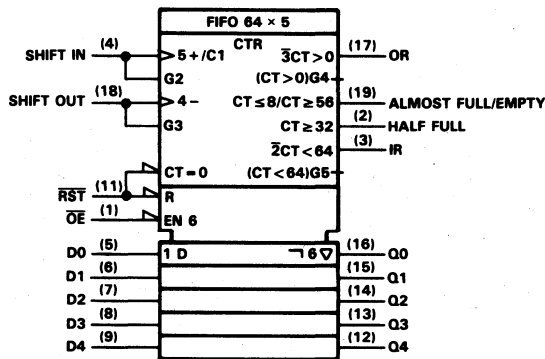 FIFO 64 × 5
CTR
SHIFT IN (4) 5+/C1
G2
3̅CT>0 (17) OR
(CT>0)G4
SHIFT OUT (18) 4−
G3
CT≤8/CT≥56 (19) ALMOST FULL/EMPTY
CT≥32 (2) HALF FULL
2̅CT<64 (3) IR
CT=0
(CT<64)G5
R̅S̅T̅ (11) R
O̅E̅ (1) EN 6
D0 (5) 1 D ¬ 6 ▽ (16) Q0
D1 (6) (15) Q1
D2 (7) (14) Q2
D3 (8) (13) Q3
D4 (9) (12) Q4